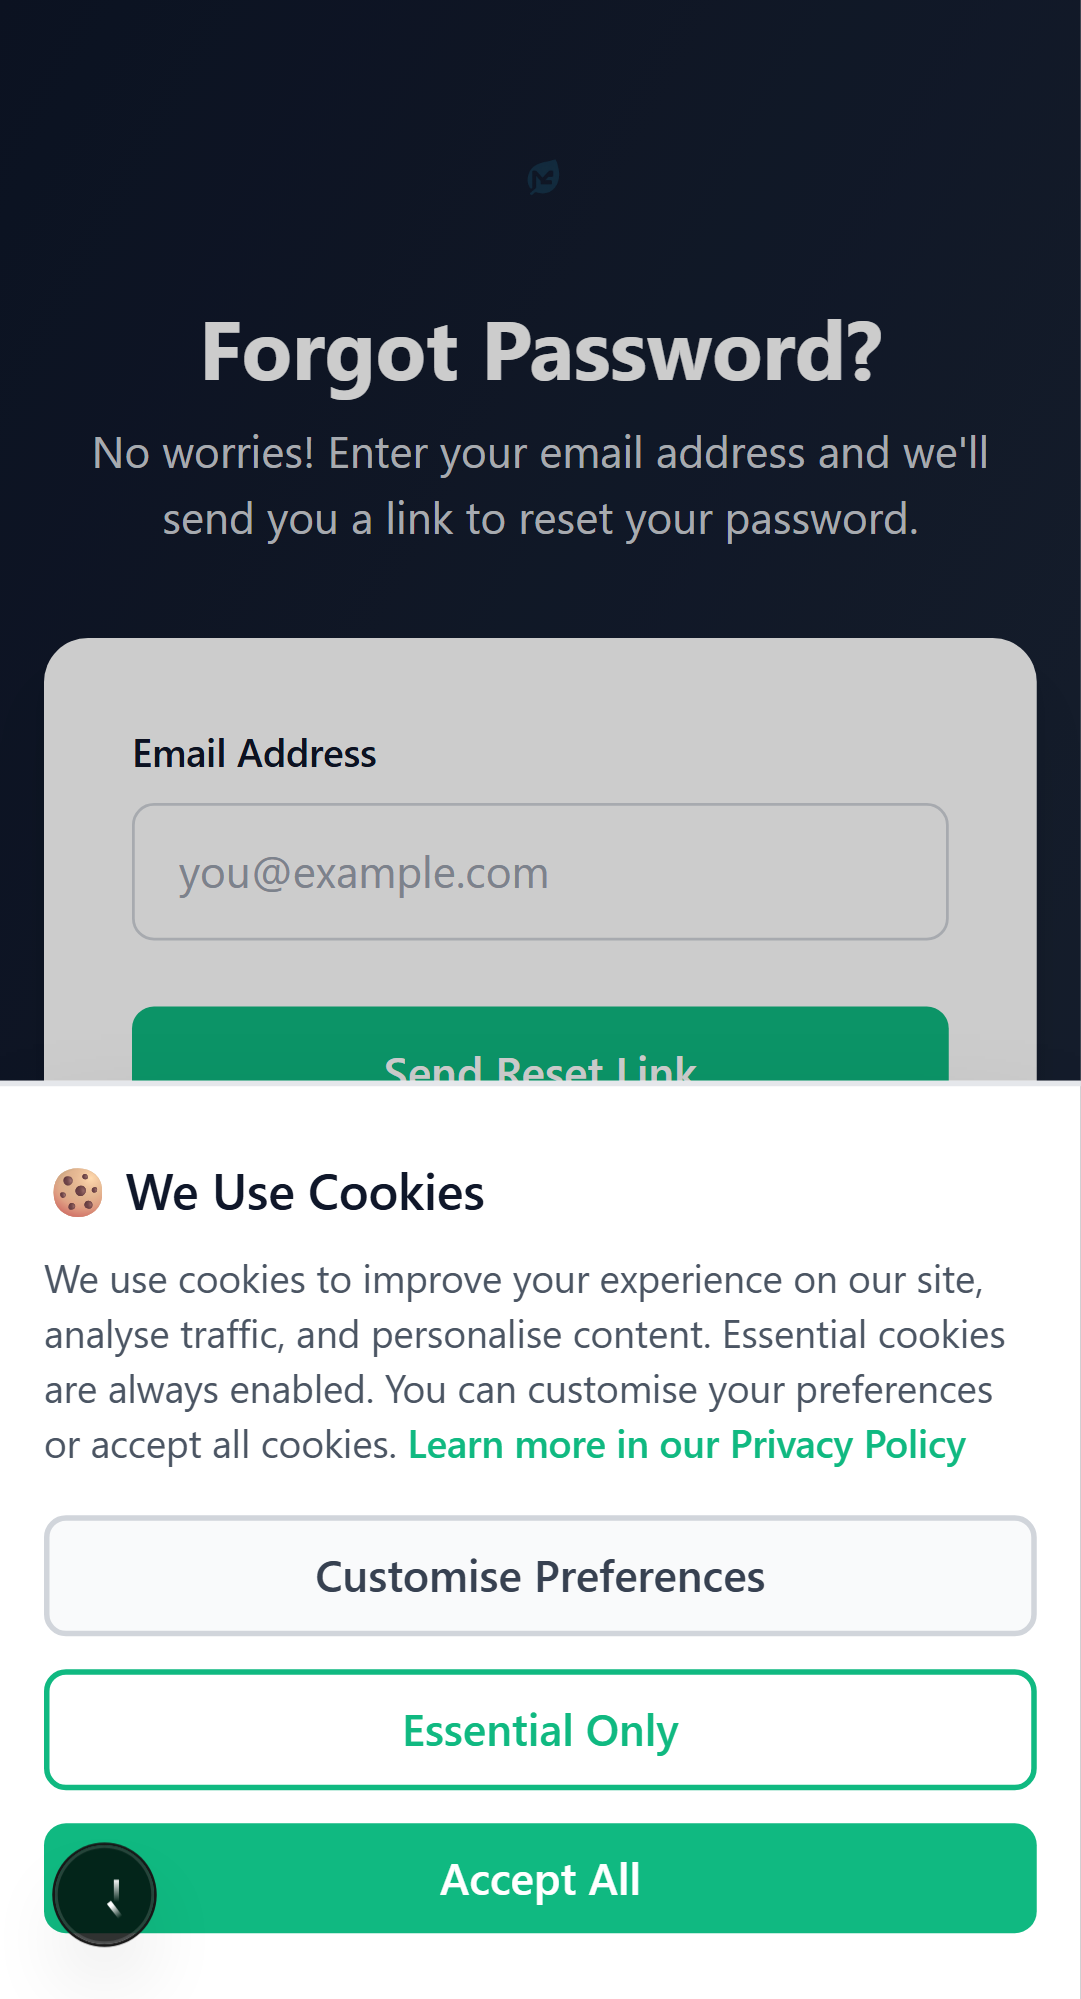 Forgot Password?
No worries! Enter your email address and we'll
send you a link to reset your password.
Email Address
you@example.com
Send Reset Link
We Use Cookies
We use cookies to improve your experience on our site,
analyse traffic, and personalise content. Essential cookies
are always enabled. You can customise your preferences
or accept all cookies. Learn more in our Privacy Policy
Customise Preferences
Essential Only
Accept All